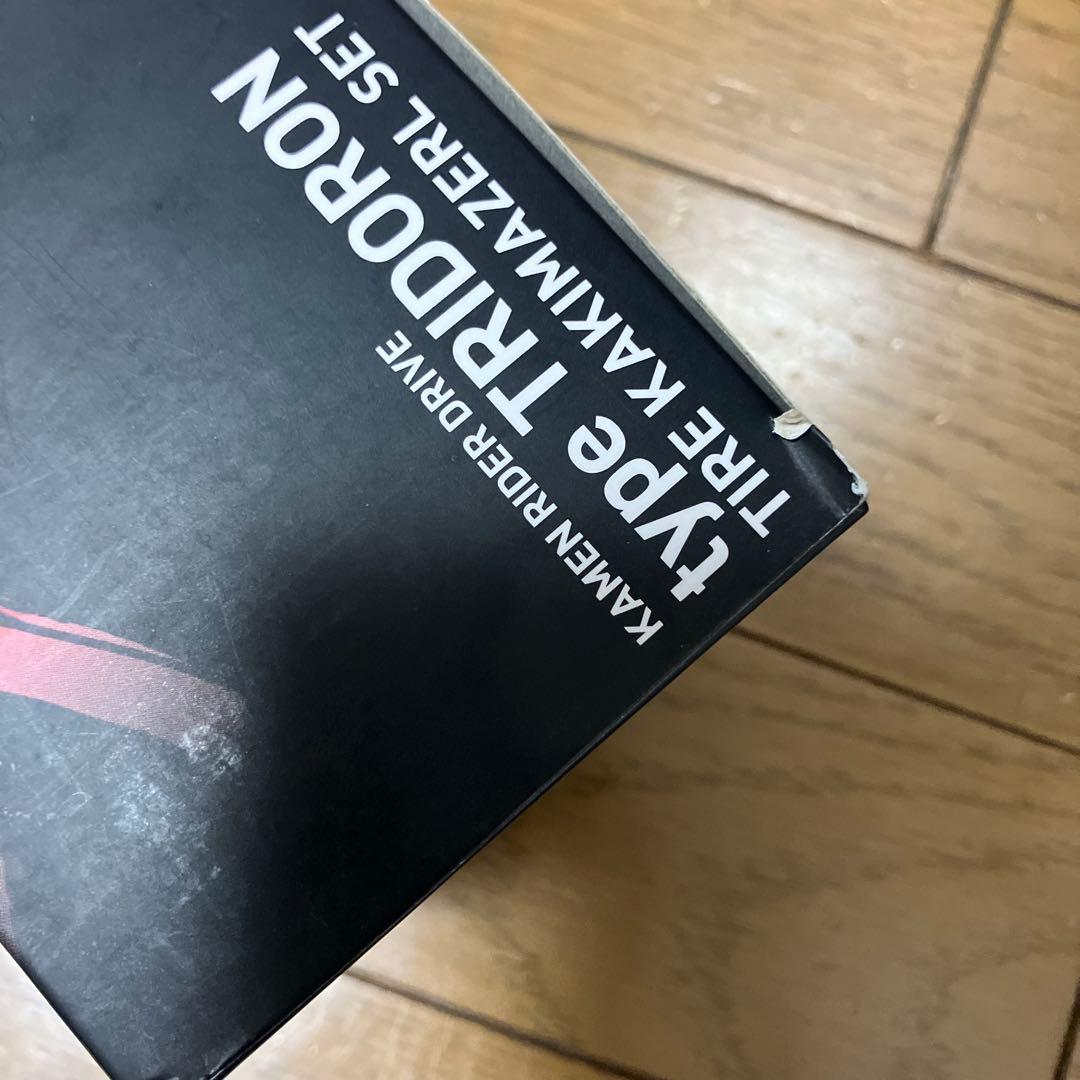 KAMEN RIDER DRIVE
type TRIDORON
TIRE KAKIMAZERL SET